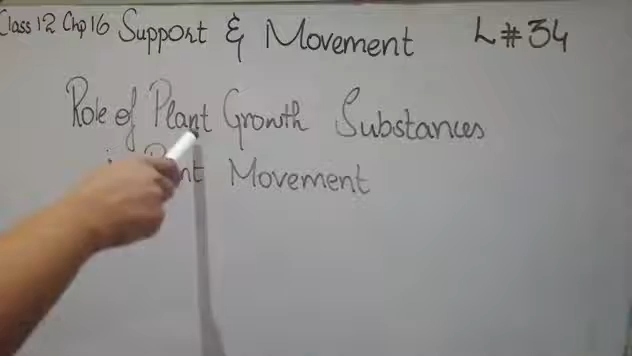 Class 12 Chp 16 Support & Movement L # 34
Role of Plant Growth Substances
Movement